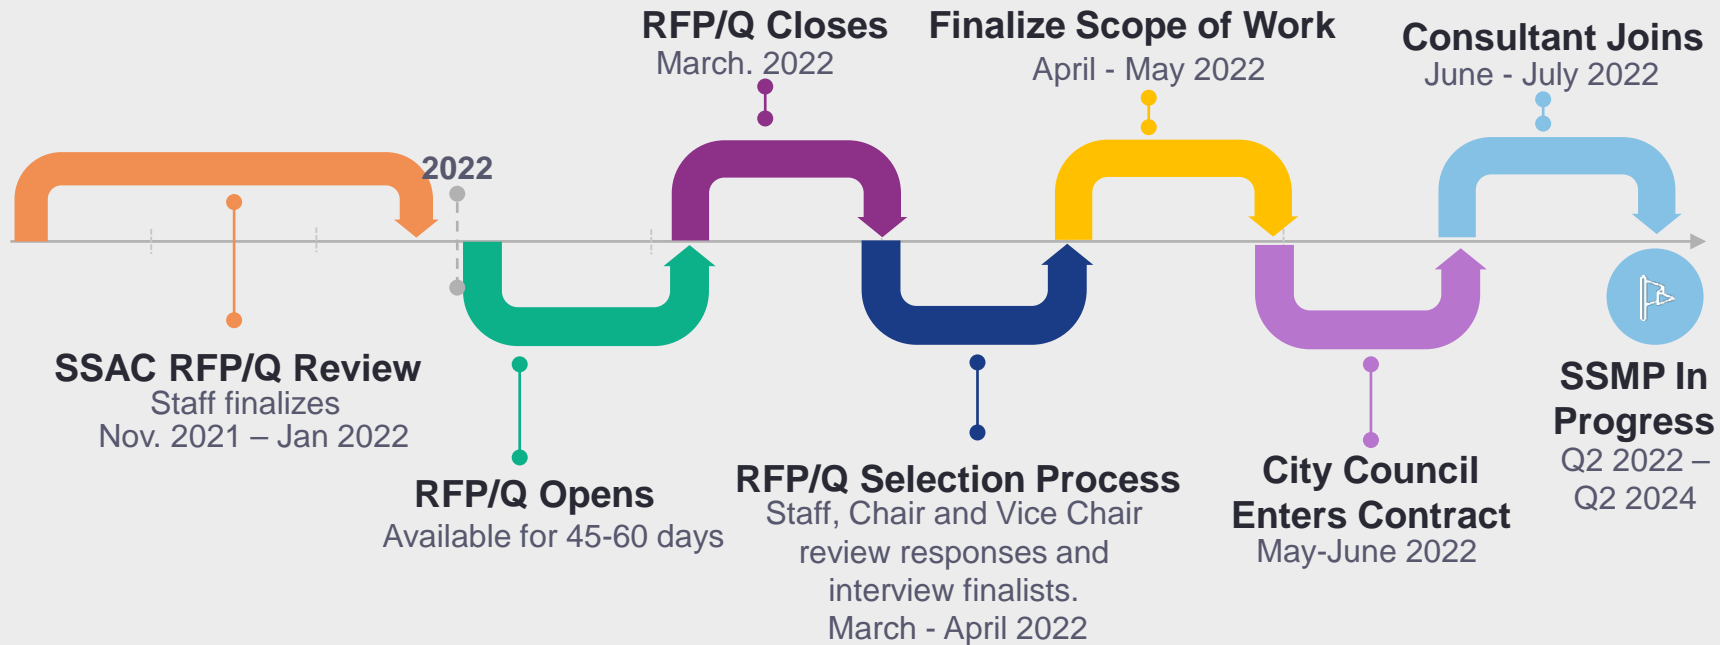 SSAC RFP/Q Review
Staff finalizes
Nov. 2021 – Jan 2022
2022
RFP/Q Opens
Available for 45-60 days
RFP/Q Closes
March. 2022
RFP/Q Selection Process
Staff, Chair and Vice Chair
review responses and
interview finalists.
March - April 2022
Finalize Scope of Work
April - May 2022
City Council
Enters Contract
May-June 2022
Consultant Joins
June - July 2022
SSMP In
Progress
Q2 2022 –
Q2 2024